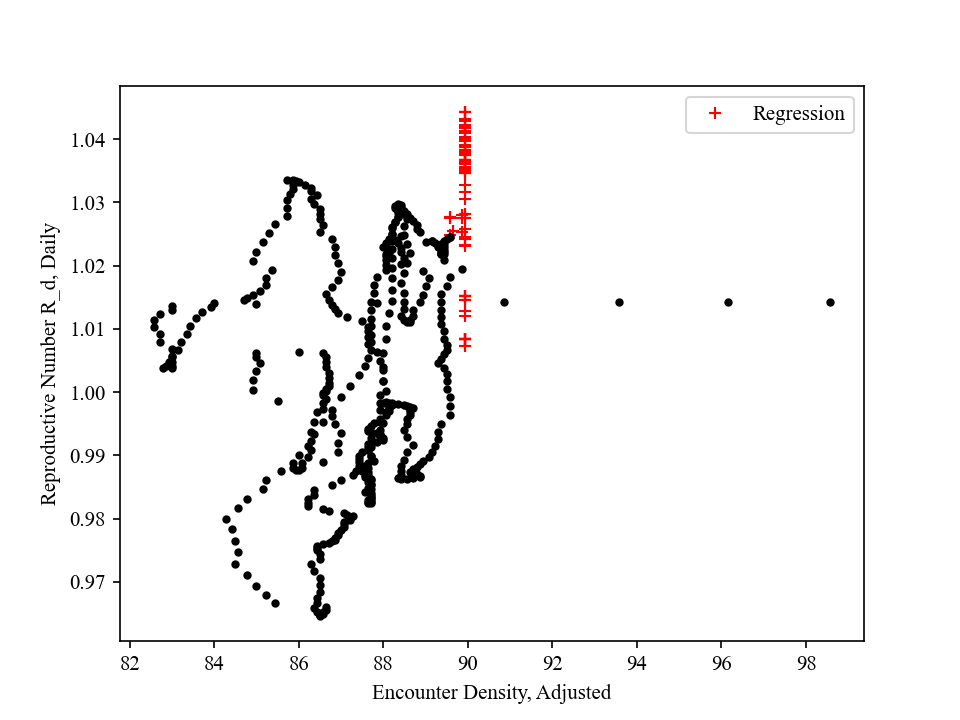 Regression
1.04
1.03
1.02
1.01
1.00
0.99
0.98
0.97
Reproductive Number R_d, Daily
82 84 86 88 90 92 94 96 98
Encounter Density, Adjusted